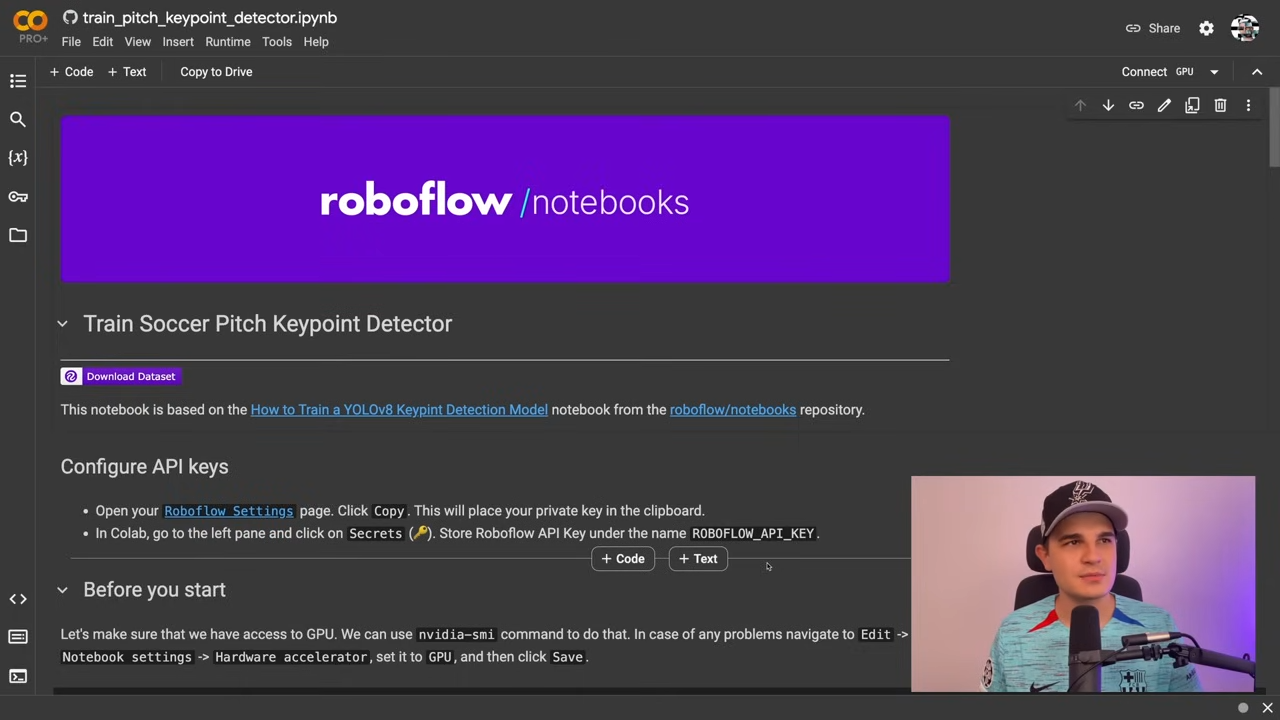 train_pitch_keypoint_detector.ipynb
PRO+
File Edit View Insert Runtime Tools Help
Share
+ Code + Text Copy to Drive
Connect GPU
roboflow /notebooks
Train Soccer Pitch Keypoint Detector
Download Dataset
This notebook is based on the How to Train a YOLOv8 Keypint Detection Model notebook from the roboflow/notebooks repository.
Configure API keys
• Open your Roboflow Settings page. Click Copy. This will place your private key in the clipboard.
• In Colab, go to the left pane and click on Secrets (🔑). Store Roboflow API Key under the name ROBOFLOW_API_KEY.
+ Code + Text
Before you start
Let's make sure that we have access to GPU. We can use nvidia-smi command to do that. In case of any problems navigate to Edit ->
Notebook settings -> Hardware accelerator, set it to GPU, and then click Save.